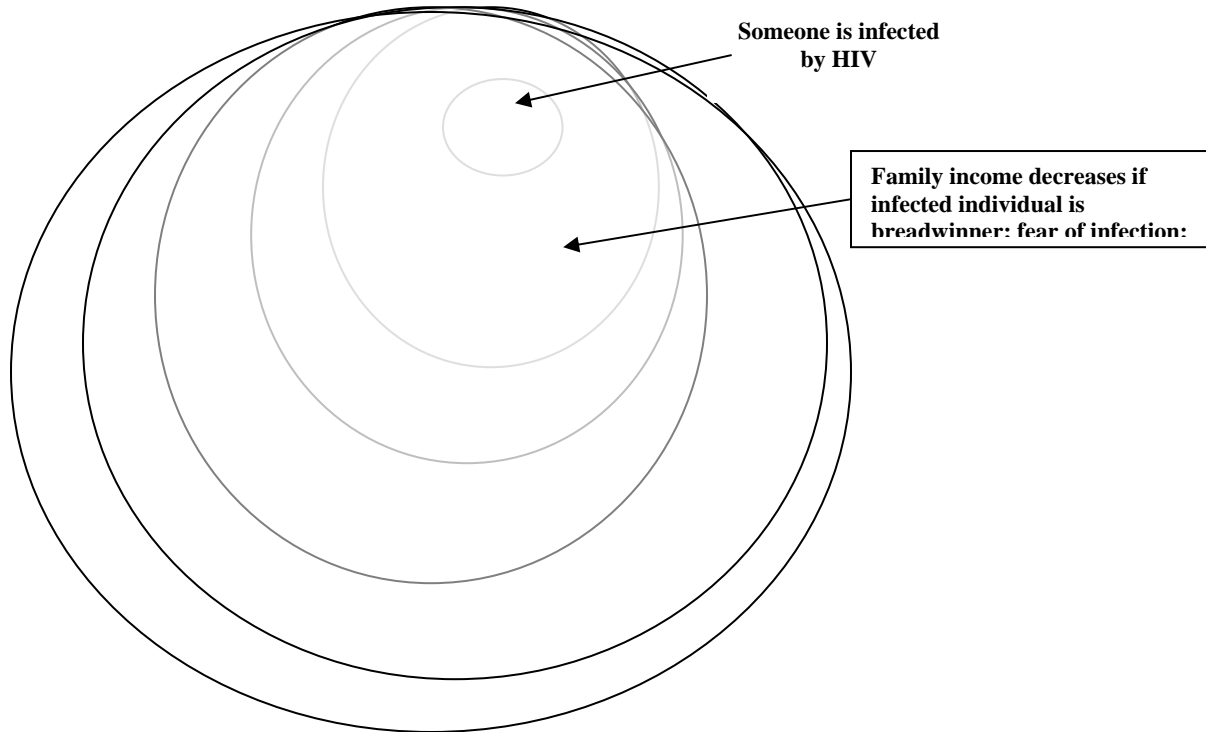 Someone is infected
by HIV
Family income decreases if
infected individual is
breadwinner; fear of infection;